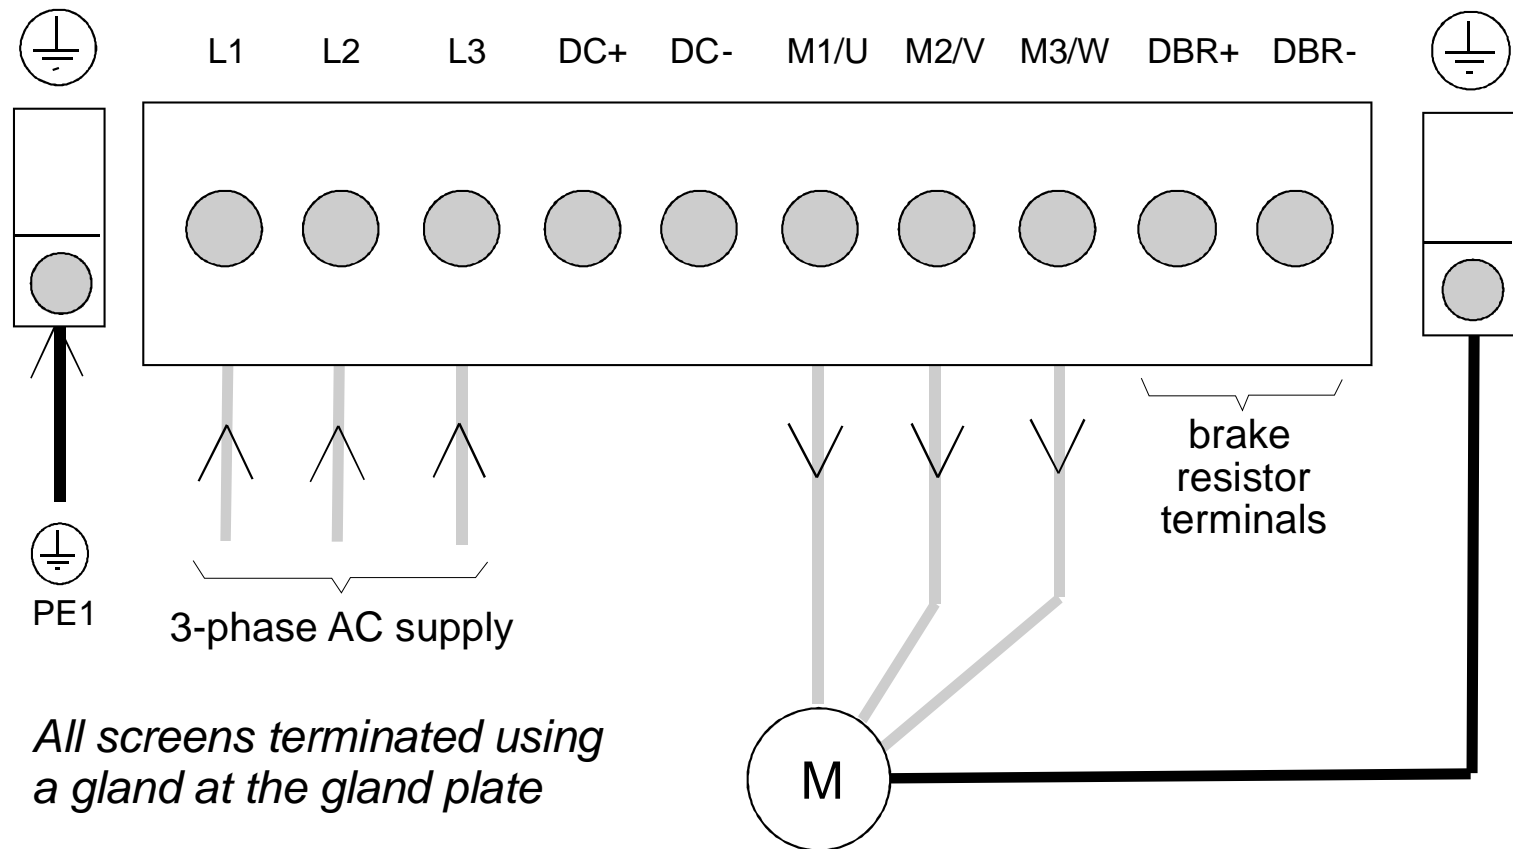 L1 L2 L3 DC+ DC- M1/U M2/V M3/W DBR+ DBR-
brake
resistor
terminals
PE1
3-phase AC supply
All screens terminated using
a gland at the gland plate
M